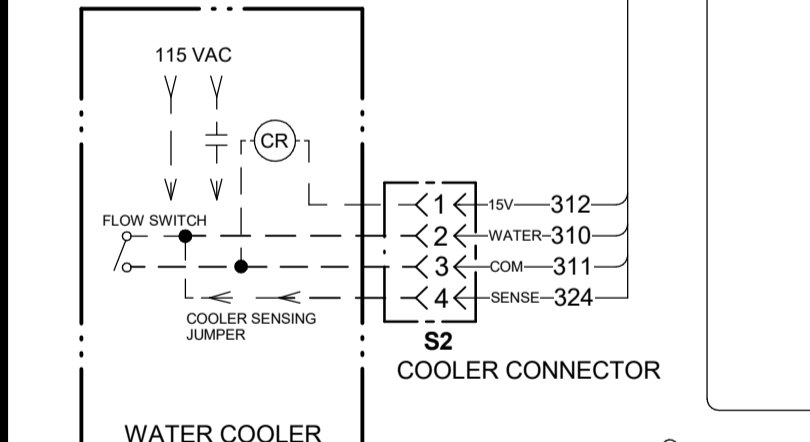 115 VAC
CR
FLOW SWITCH
1 15V 312
2 WATER 310
3 COM 311
4 SENSE 324
COOLER SENSING
JUMPER
S2
COOLER CONNECTOR
WATER COOLER